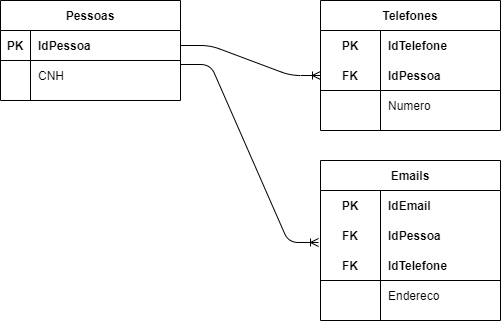 Pessoas
PK IdPessoa
CNH
Telefones
PK IdTelefone
FK IdPessoa
Numero
Emails
PK IdEmail
FK IdPessoa
FK IdTelefone
Endereco